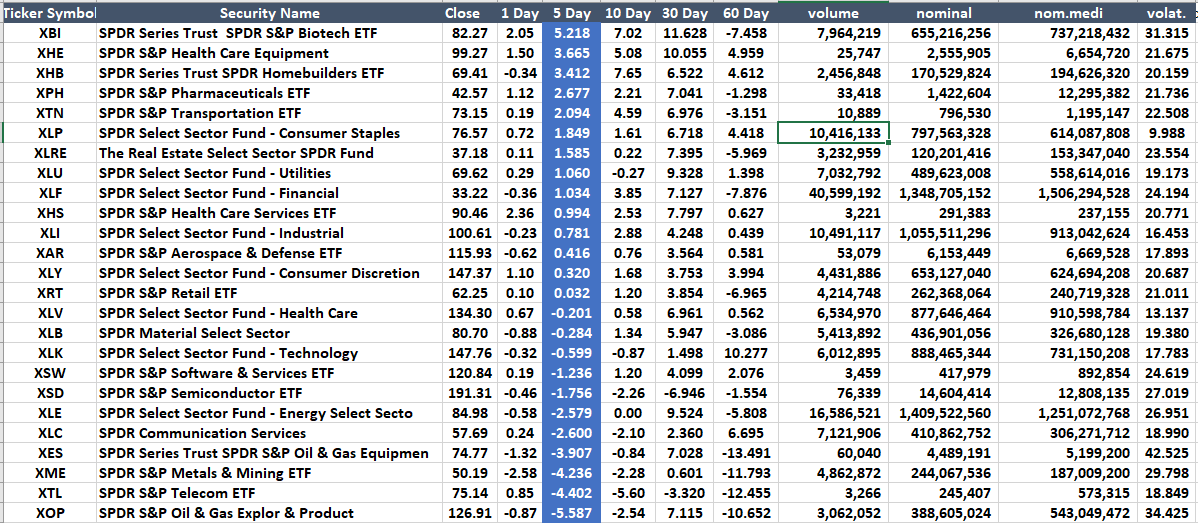 Ticker Symbol Security Name Close 1 Day 5 Day 10 Day 30 Day 60 Day volume nominal nom.medi volat.
XBI SPDR Series Trust SPDR S&P Biotech ETF 82.27 2.05 5.218 7.02 11.628 -7.458 7,964,219 655,216,256 737,218,432 31.315
XHE SPDR S&P Health Care Equipment 99.27 1.50 3.665 5.08 10.055 4.959 25,747 2,555,905 6,654,720 21.675
XHB SPDR Series Trust SPDR Homebuilders ETF 69.41 -0.34 3.412 7.65 6.522 4.612 2,456,848 170,529,824 194,626,320 20.159
XPH SPDR S&P Pharmaceuticals ETF 42.57 1.12 2.677 2.21 7.041 -1.298 33,418 1,422,604 12,295,382 21.736
XTN SPDR S&P Transportation ETF 73.15 0.19 2.094 4.59 6.976 -3.151 10,889 796,530 1,195,147 22.508
XLP SPDR Select Sector Fund - Consumer Staples 76.57 0.72 1.849 1.61 6.718 4.418 10,416,133 797,563,328 614,087,808 9.988
XLRE The Real Estate Select Sector SPDR Fund 37.18 0.11 1.585 0.22 7.395 -5.969 3,232,959 120,201,416 153,347,040 23.554
XLU SPDR Select Sector Fund - Utilities 69.62 0.29 1.060 -0.27 9.328 1.398 7,032,792 489,623,008 558,614,016 19.173
XLF SPDR Select Sector Fund - Financial 33.22 -0.36 1.034 3.85 7.127 -7.876 40,599,192 1,348,705,152 1,506,294,528 24.194
XHS SPDR S&P Health Care Services ETF 90.46 2.36 0.994 2.53 7.797 0.627 3,221 291,383 237,155 20.771
XLI SPDR Select Sector Fund - Industrial 100.61 -0.23 0.781 2.88 4.248 0.439 10,491,117 1,055,511,296 913,042,624 16.453
XAR SPDR S&P Aerospace & Defense ETF 115.93 -0.62 0.416 0.76 3.564 0.581 53,079 6,153,449 6,669,528 17.893
XLY SPDR Select Sector Fund - Consumer Discretion 147.37 1.10 0.320 1.68 3.753 3.994 4,431,886 653,127,040 624,694,208 20.687
XRT SPDR S&P Retail ETF 62.25 0.10 0.032 1.20 3.854 -6.965 4,214,748 262,368,064 240,719,328 21.011
XLV SPDR Select Sector Fund - Health Care 134.30 0.67 -0.201 0.58 6.961 0.562 6,534,970 877,646,464 910,598,784 13.137
XLB SPDR Material Select Sector 80.70 -0.88 -0.284 1.34 5.947 -3.086 5,413,892 436,901,056 326,680,128 19.380
XLK SPDR Select Sector Fund - Technology 147.76 -0.32 -0.599 -0.87 1.498 10.277 6,012,895 888,465,344 731,150,208 17.783
XSW SPDR S&P Software & Services ETF 120.84 0.19 -1.236 1.20 4.099 2.076 3,459 417,979 892,854 24.619
XSD SPDR S&P Semiconductor ETF 191.31 -0.46 -1.756 -2.26 -6.946 -1.554 76,339 14,604,414 12,808,135 27.019
XLE SPDR Select Sector Fund - Energy Select Secto 84.98 -0.58 -2.579 0.00 9.524 -5.808 16,586,521 1,409,522,560 1,251,072,768 26.951
XLC SPDR Communication Services 57.69 0.24 -2.600 -2.10 2.360 6.695 7,121,906 410,862,752 306,271,712 18.990
XES SPDR Series Trust SPDR S&P Oil & Gas Equipmen 74.77 -1.32 -3.907 -0.84 7.028 -13.491 60,040 4,489,191 5,199,200 42.525
XME SPDR S&P Metals & Mining ETF 50.19 -2.58 -4.236 -2.28 0.601 -11.793 4,862,872 244,067,536 187,009,200 29.798
XTL SPDR S&P Telecom ETF 75.14 0.85 -4.402 -5.60 -3.320 -12.455 3,266 245,407 573,315 18.849
XOP SPDR S&P Oil & Gas Explor & Product 126.91 -0.87 -5.587 -2.54 7.115 -10.652 3,062,052 388,605,024 543,049,472 34.425